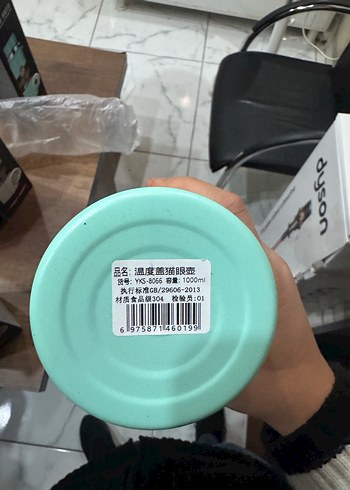 品名: 温度盖猫眼壶
货号: YKS-8066 容量: 1000ml
执行标准GB/29606-2013
材质食品级304 检验员:01
6 975871 460199
dyson